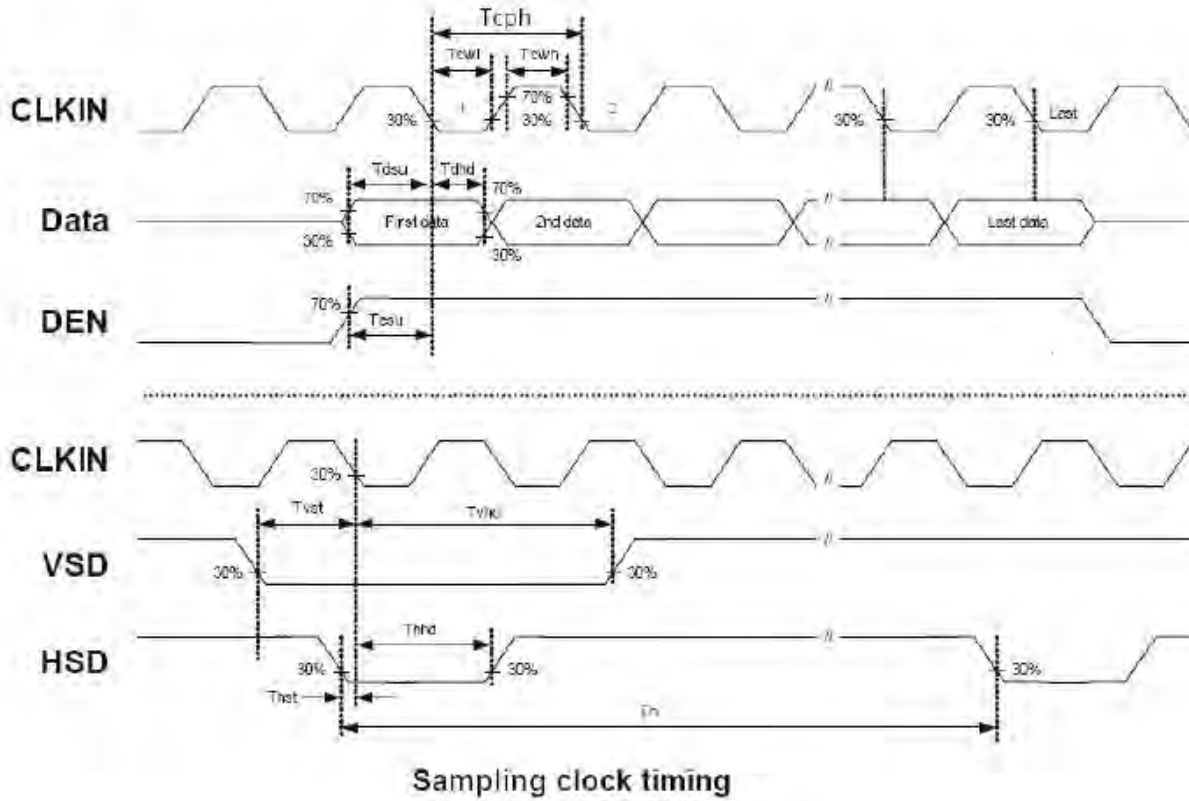 Tcph
Tcwl
Tcwh
CLKIN
30%
70%
30%
30%
30%
Last
Tdsu
Tdhd
70%
70%
Data
First data
2nd data
Last data
30%
30%
DEN
70%
Tesu
CLKIN
30%
Tvst
Tvhd
VSD
30%
30%
Thhd
HSD
30%
30%
30%
Thst
Th
Sampling clock timing